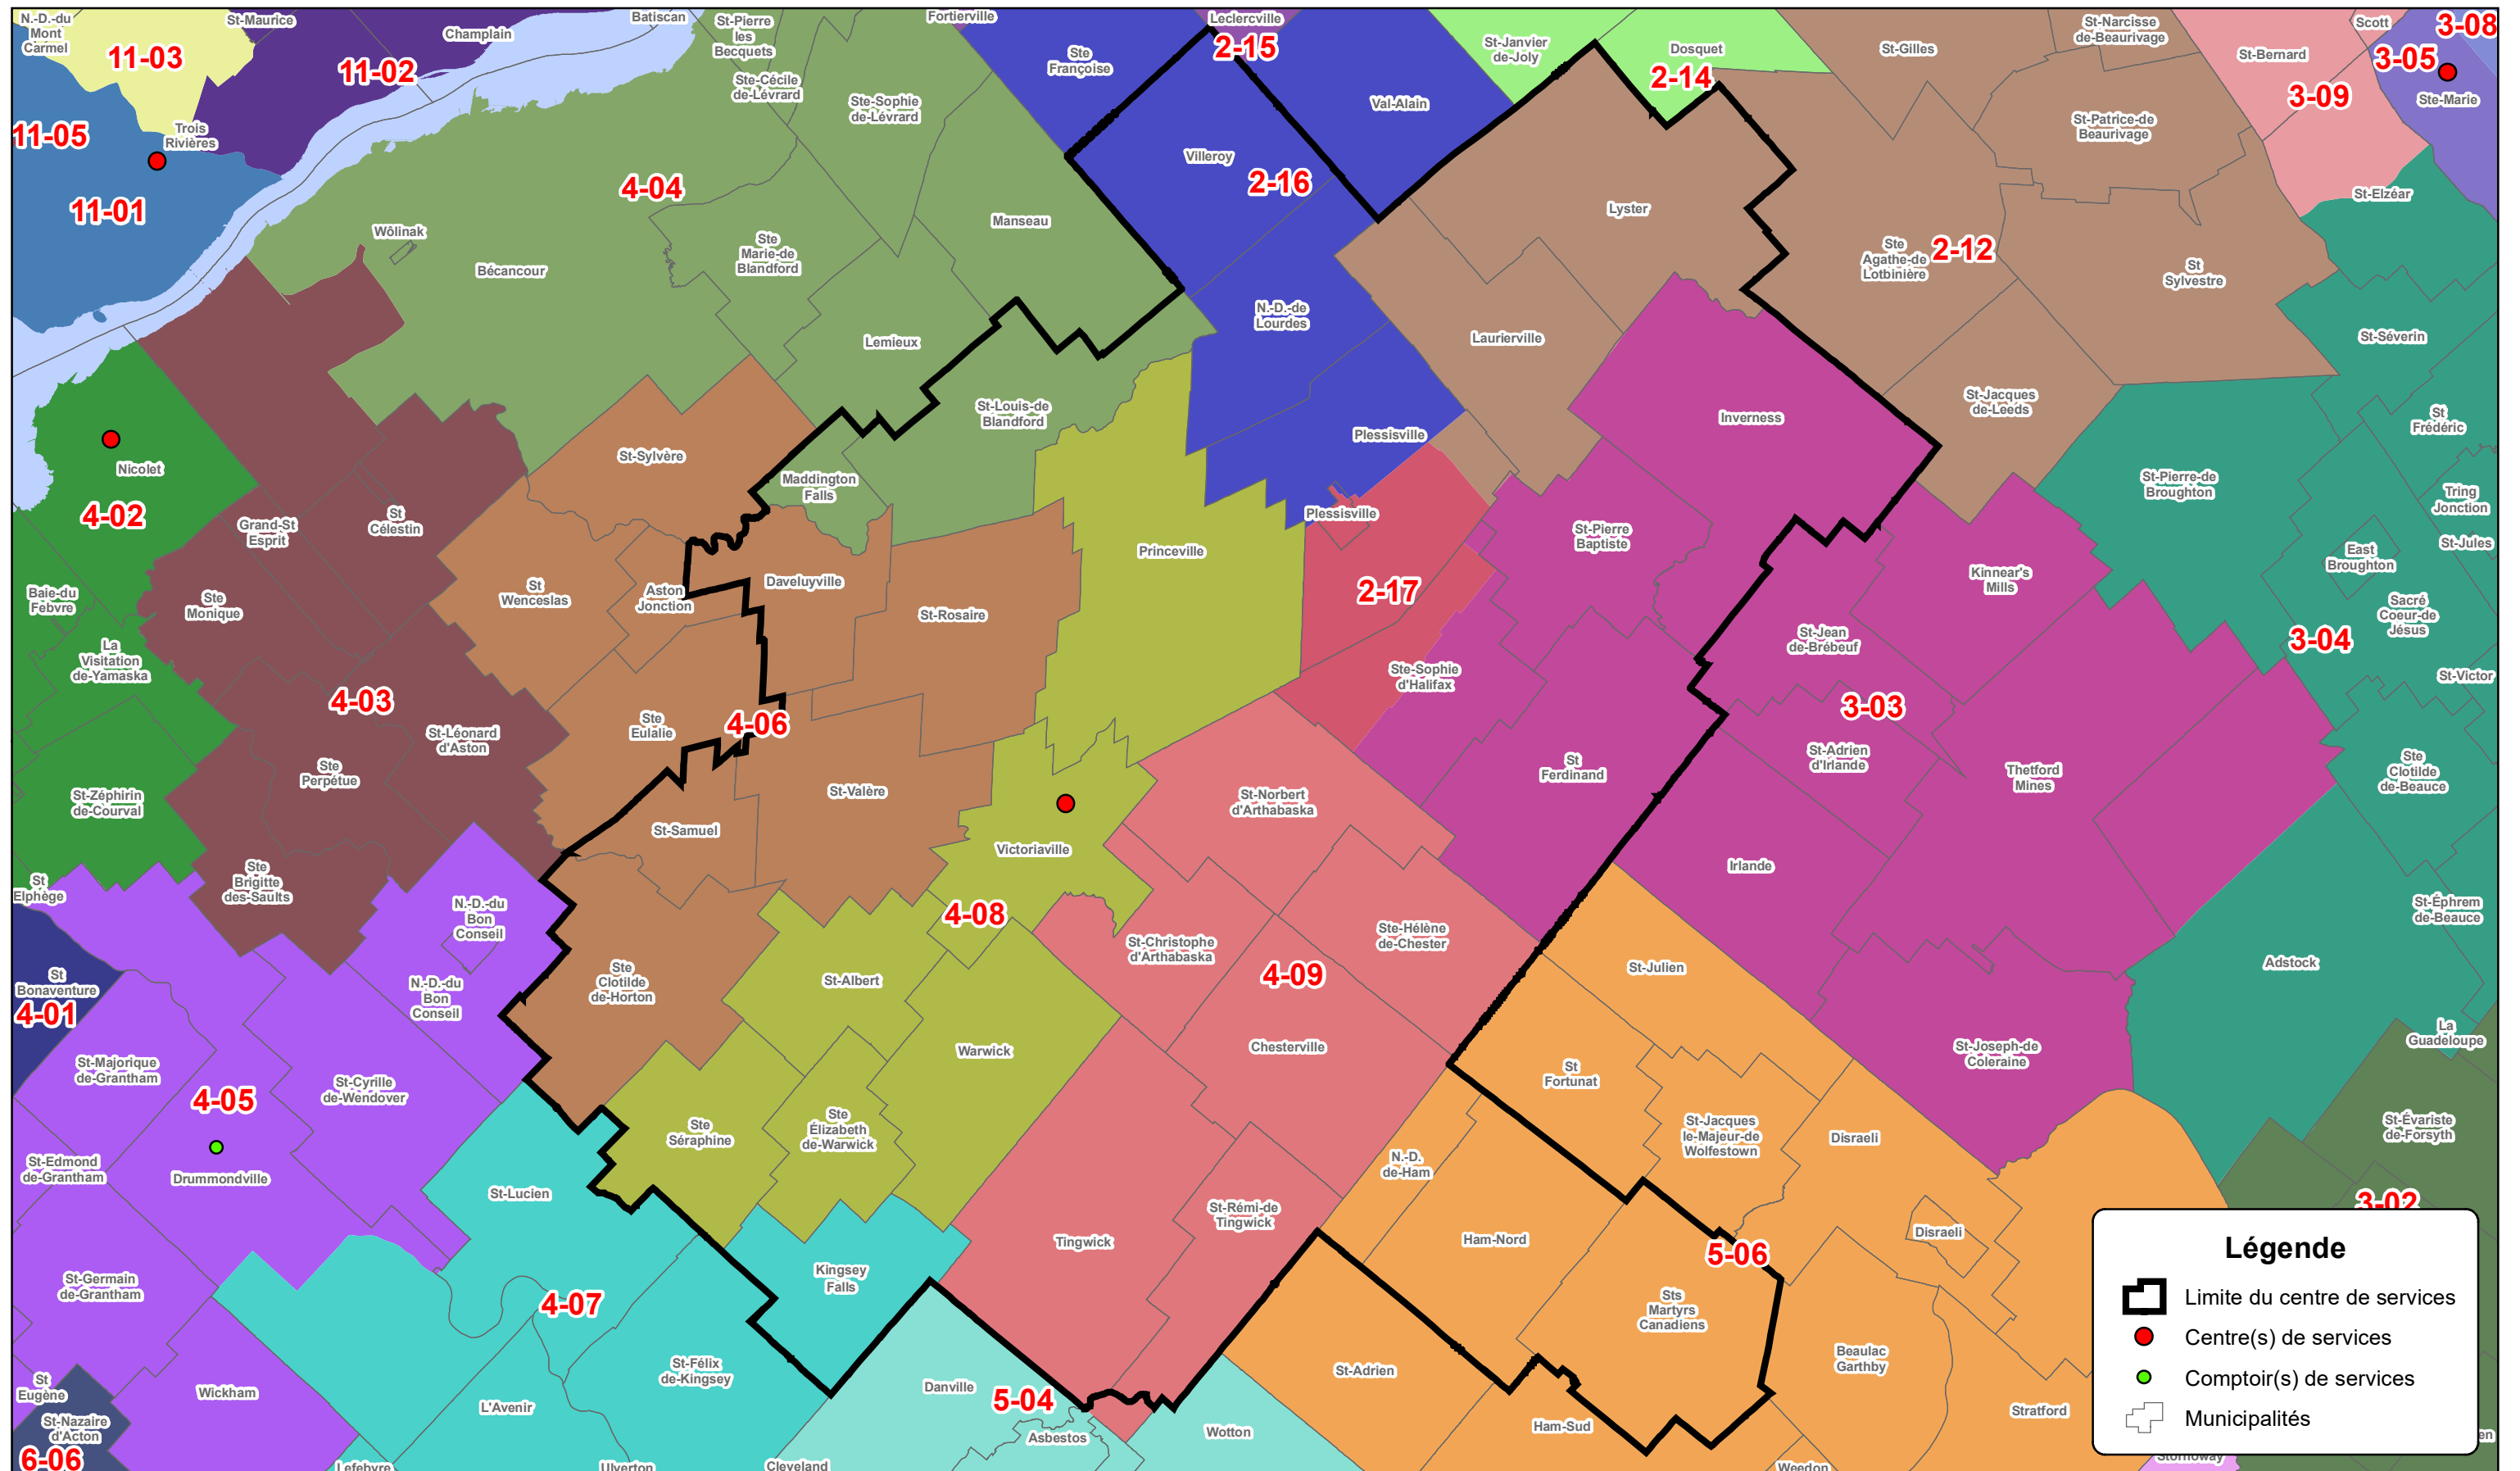 N.-D.-du
Mont
Carmel
11-03
St-Maurice
Champlain
11-02
Batiscan
St-Pierre
les
Becquets
Ste-Cécile
de-Lévrard
Fortierville
Ste
Françoise
Leclercville
2-15
St-Janvier
de-Joly
Dosquet
2-14
St-Gilles
St-Narcisse
de-Beaurivage
St-Bernard
Scott
3-08
3-05
Ste-Marie
3-09
11-05
Trois
Rivières
11-01
4-04
Ste-Sophie
de-Lévrard
Val-Alain
Villeroy
2-16
St-Patrice-de
Beaurivage
St-Elzéar
Wôlinak
Bécancour
Ste
Marie-de
Blandford
Manseau
Lyster
Ste
Agathe-de
Lotbinière
2-12
St
Sylvestre
Lemieux
N.-D.-de
Lourdes
Laurierville
St-Séverin
St-Louis-de
Blandford
Plessisville
Inverness
St-Jacques
de-Leeds
St
Frédéric
Nicolet
4-02
St-Sylvère
Maddington
Falls
St-Pierre-de
Broughton
Tring
Jonction
Grand-St
Esprit
St
Célestin
Plessisville
Princeville
St-Pierre
Baptiste
East
Broughton
St-Jules
Baie-du
Febvre
Ste
Monique
St
Wenceslas
Aston
Jonction
Daveluyville
St-Rosaire
2-17
Kinnear's
Mills
Sacré
Coeur-de
Jésus
3-04
La
Visitation
de-Yamaska
4-03
St-Léonard
d'Aston
Ste
Eulalie
4-06
Ste-Sophie
d'Halifax
St-Jean
de-Brébeuf
3-03
St-Victor
St-Zéphirin
de-Courval
Ste
Perpétue
St-Valère
St-Norbert
d'Arthabaska
St
Ferdinand
St-Adrien
d'Irlande
Thetford
Mines
Ste
Clotilde
de-Beauce
St-Samuel
Victoriaville
Irlande
St
Elphège
Ste
Brigitte
des-Saults
N.-D.-du
Bon
Conseil
4-08
St-Christophe
d'Arthabaska
Ste-Hélène
de-Chester
St-Éphrem
de-Beauce
St
Bonaventure
4-01
N.-D.-du
Bon
Conseil
Ste
Clotilde
de-Horton
St-Albert
4-09
St-Julien
Adstock
St-Majorique
de-Grantham
4-05
St-Cyrille
de-Wendover
Warwick
Chesterville
St
Fortunat
St-Joseph-de
Coleraine
La
Guadeloupe
St-Edmond
de-Grantham
Drummondville
St-Lucien
Ste
Séraphine
Ste
Élizabeth
de-Warwick
N.-D.
de-Ham
St-Jacques
le-Majeur-de
Wolfestown
Disraeli
St-Évariste
de-Forsyth
3-02
St-Germain
de-Grantham
4-07
Kingsey
Falls
Tingwick
St-Rémi-de
Tingwick
Ham-Nord
5-06
Disraeli
Sts
Martyrs
Canadiens
St
Eugène
Wickham
St-Félix
de-Kingsey
Danville
5-04
St-Adrien
Beaulac
Garthby
St-Nazaire
d'Acton
6-06
L'Avenir
Asbestos
Wotton
Ham-Sud
Stratford
Lefebvre
Ulverton
Cleveland
Weedon
Stornoway
Légende
Limite du centre de services
Centre(s) de services
Comptoir(s) de services
Municipalités